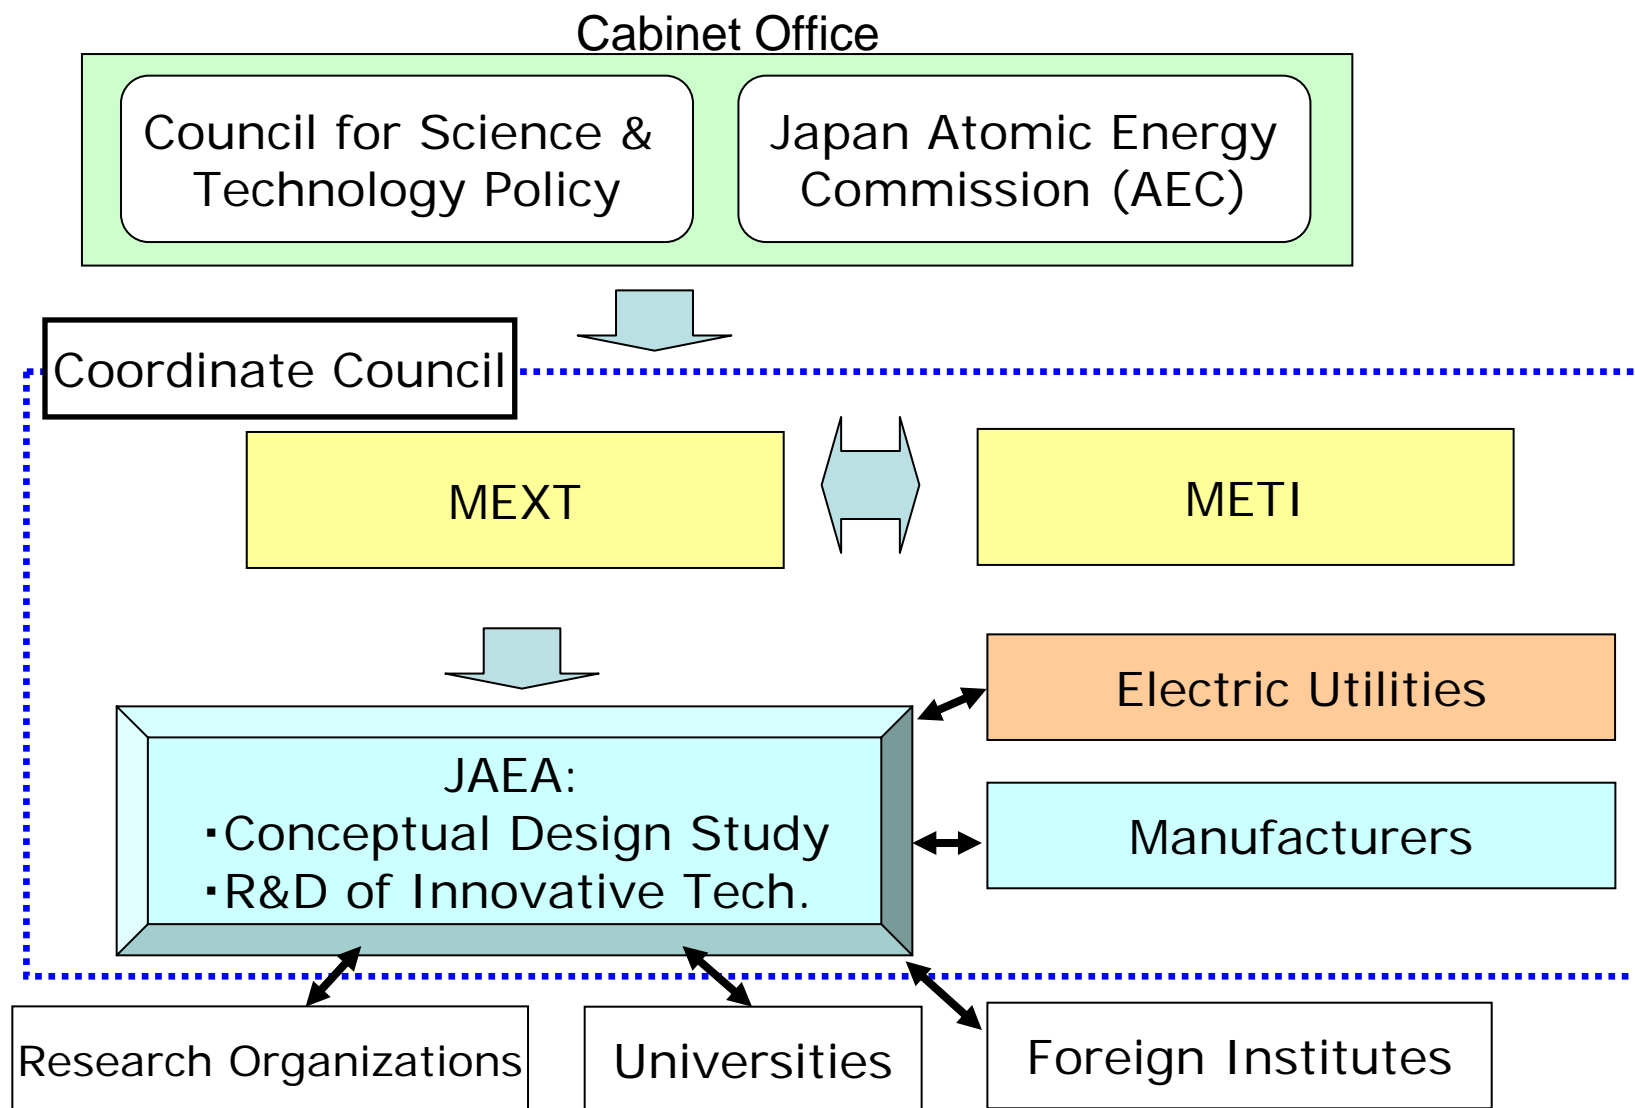 Cabinet Office
Council for Science &
Technology Policy
Japan Atomic Energy
Commission (AEC)
Coordinate Council
MEXT
METI
Electric Utilities
JAEA:
・Conceptual Design Study
・R&D of Innovative Tech.
Manufacturers
Research Organizations
Universities
Foreign Institutes